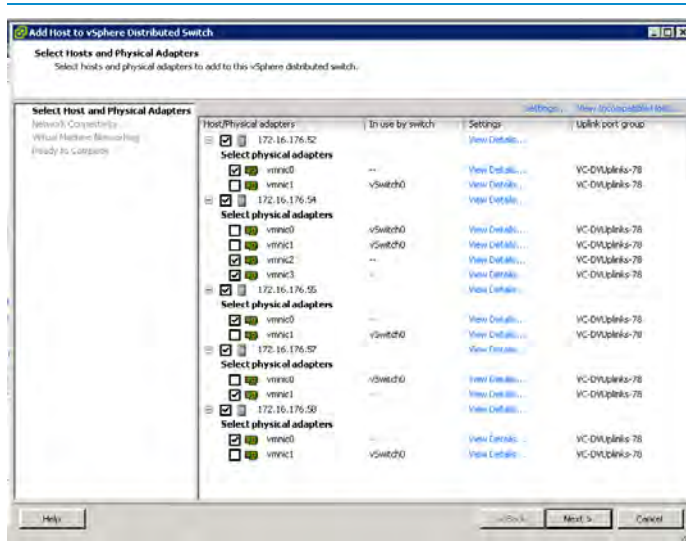 Add Host to vSphere Distributed Switch
Select Hosts and Physical Adapters
Select hosts and physical adapters to add to this vSphere distributed switch.
Settings... View Incompatible Hosts...
Select Host and Physical Adapters
Network Connectivity
Virtual Machine Networking
Ready to Complete
Host/Physical adapters In use by switch Settings Uplink port group
172.16.176.52 View Details...
Select physical adapters
vmnic0 -- View Details... VC-DVUplinks-78
vmnic1 vSwitch0 View Details... VC-DVUplinks-78
172.16.176.54 View Details...
Select physical adapters
vmnic0 vSwitch0 View Details... VC-DVUplinks-78
vmnic1 vSwitch0 View Details... VC-DVUplinks-78
vmnic2 -- View Details... VC-DVUplinks-78
vmnic3 -- View Details... VC-DVUplinks-78
172.16.176.55 View Details...
Select physical adapters
vmnic0 -- View Details... VC-DVUplinks-78
vmnic1 vSwitch0 View Details... VC-DVUplinks-78
172.16.176.57 View Details...
Select physical adapters
vmnic0 vSwitch0 View Details... VC-DVUplinks-78
vmnic1 -- View Details... VC-DVUplinks-78
View Details...
Select physical adapters
vmnic0 -- View Details... VC-DVUplinks-78
vmnic1 vSwitch0 View Details... VC-DVUplinks-78
Help < Back Next > Cancel